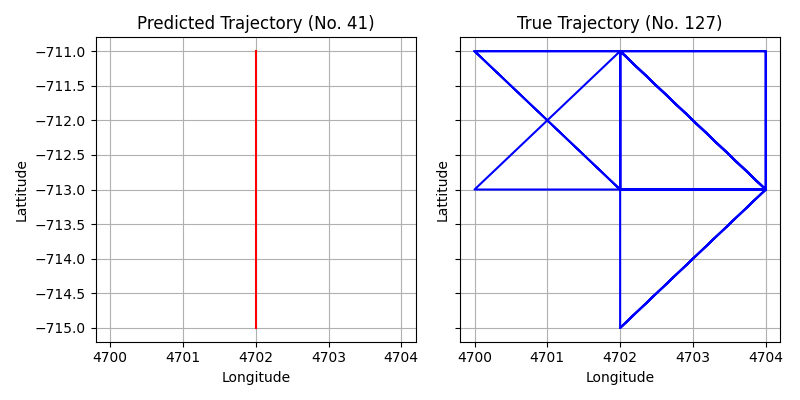 Predicted Trajectory (No. 41)
−711.0
−711.5
−712.0
−712.5
−713.0
−713.5
−714.0
−714.5
−715.0
Lattitude
4700 4701 4702 4703 4704
Longitude
True Trajectory (No. 127)
Lattitude
4700 4701 4702 4703 4704
Longitude